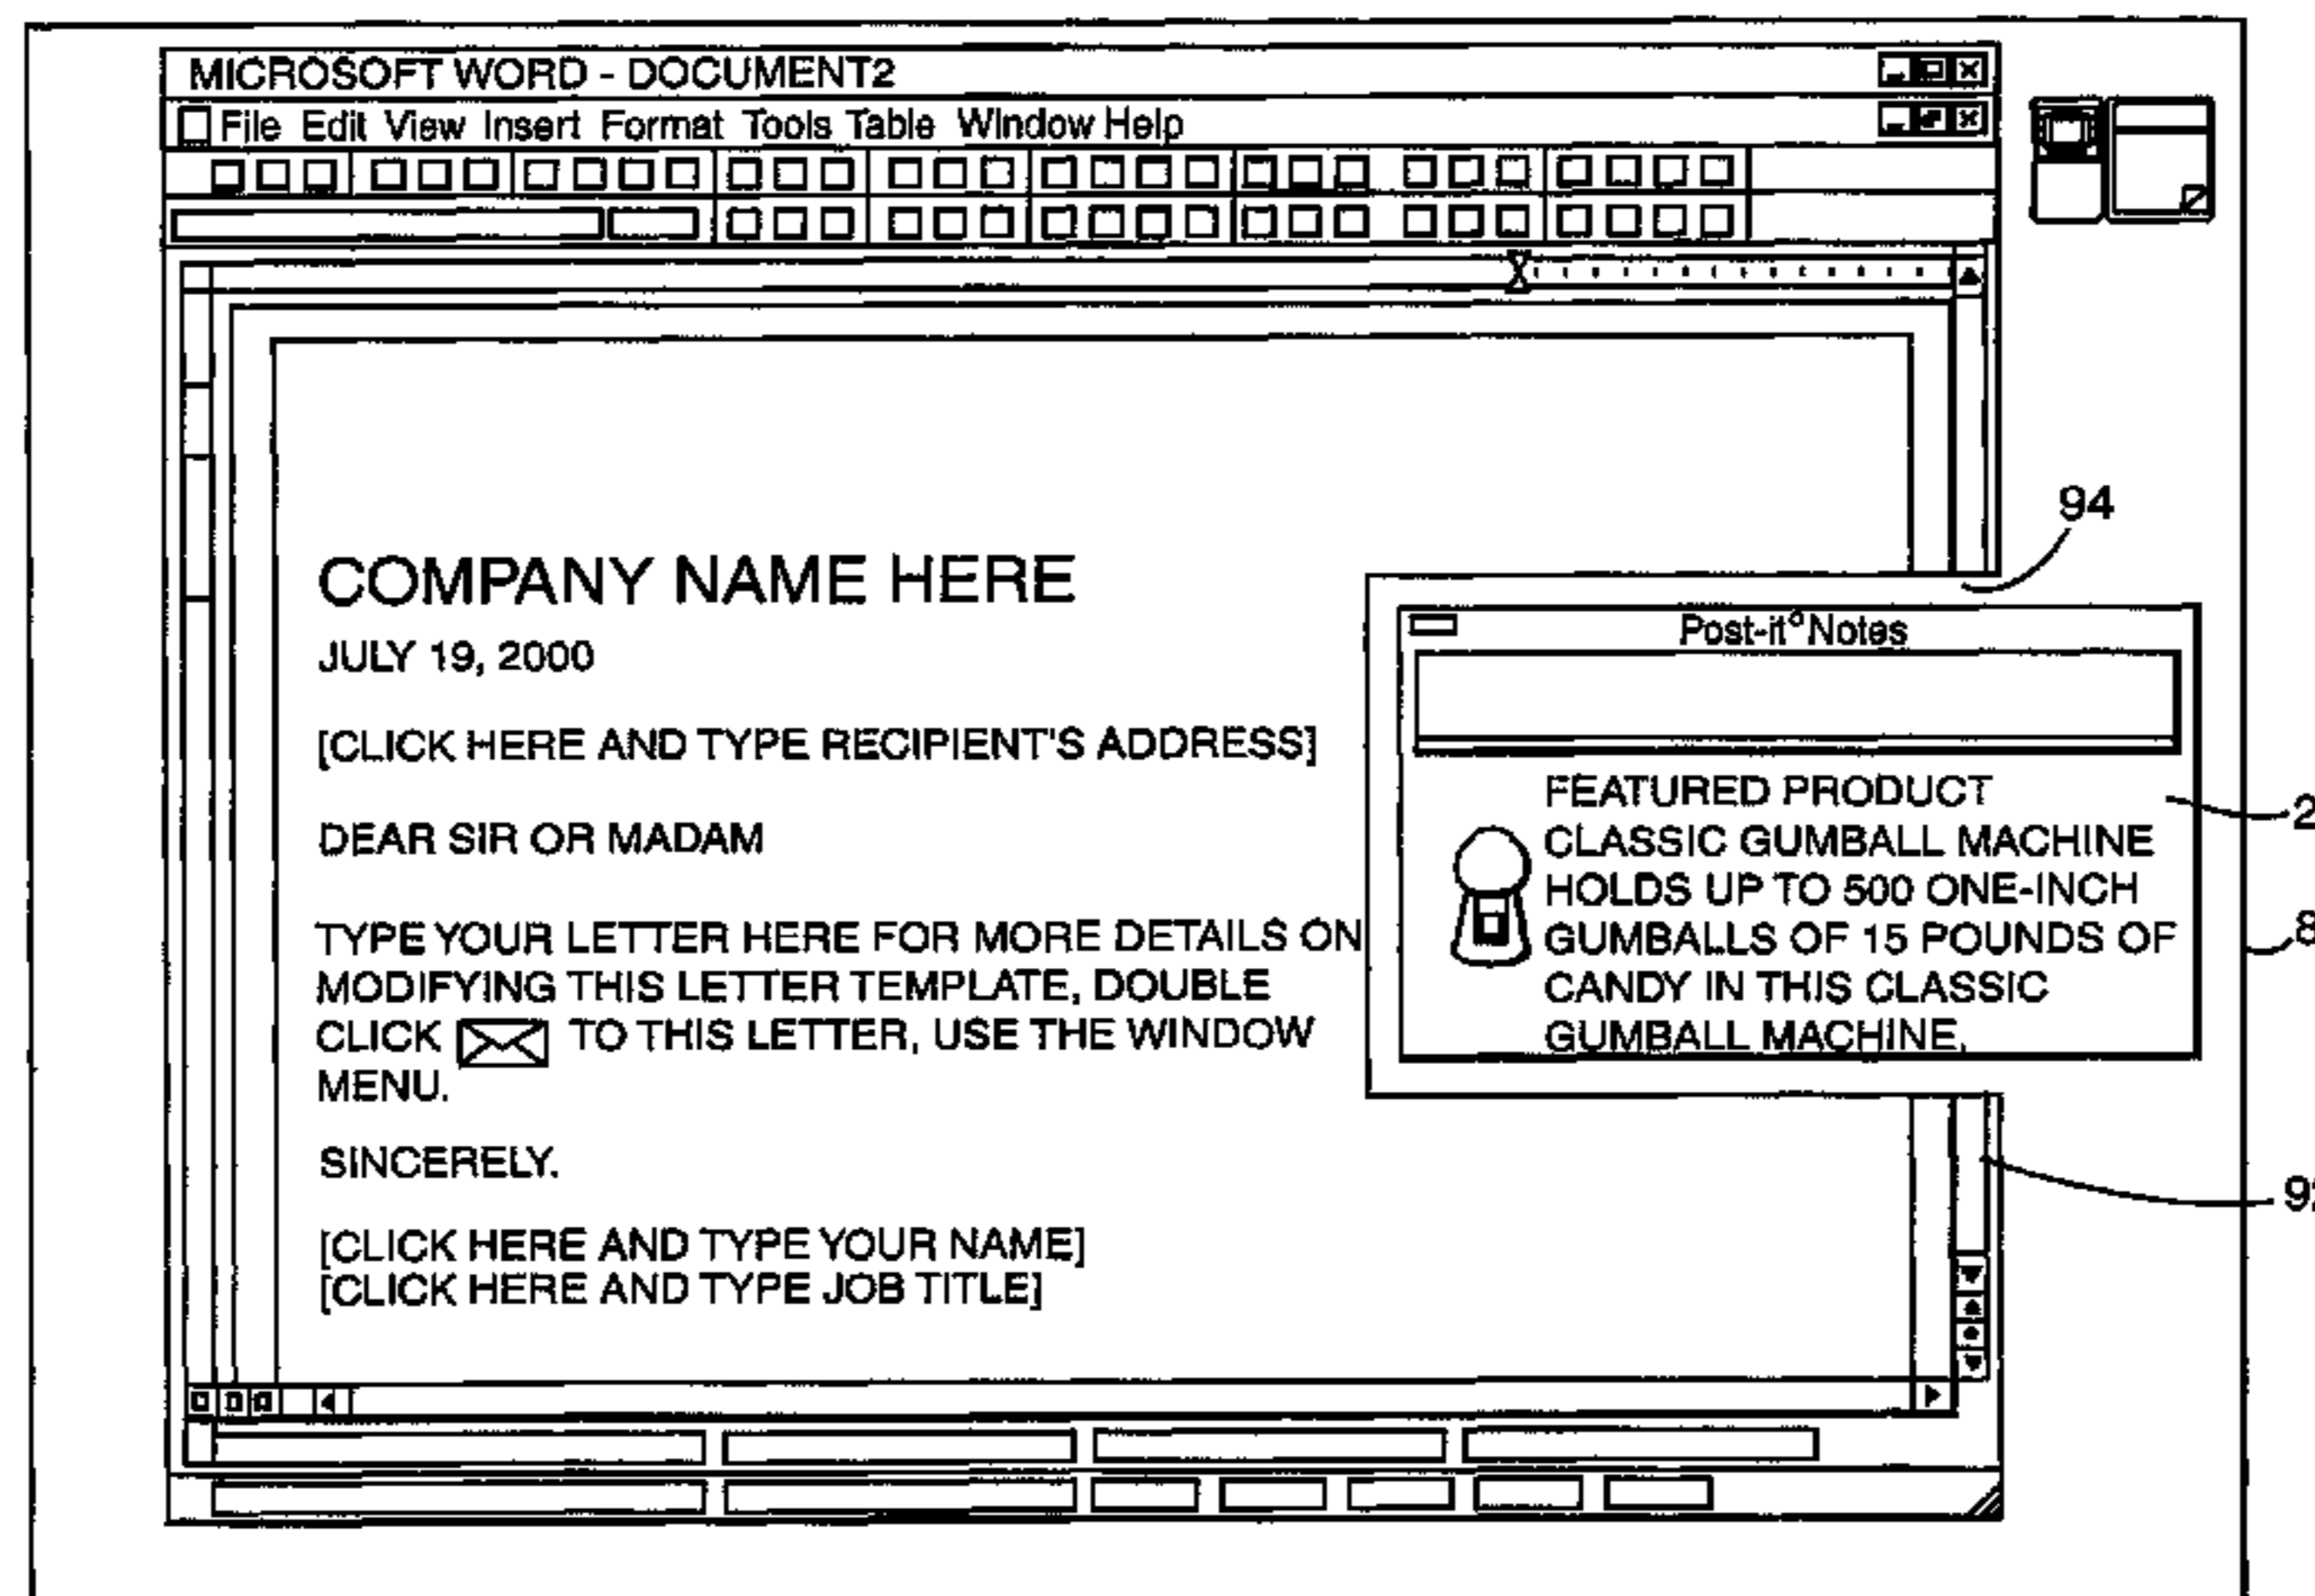 MICROSOFT WORD - DOCUMENT2
File Edit View Insert Format Tools Table Window Help
94
COMPANY NAME HERE
JULY 19, 2000
[CLICK HERE AND TYPE RECIPIENT'S ADDRESS]
DEAR SIR OR MADAM
TYPE YOUR LETTER HERE FOR MORE DETAILS ON
MODIFYING THIS LETTER TEMPLATE, DOUBLE
CLICK TO THIS LETTER, USE THE WINDOW
MENU.
SINCERELY.
[CLICK HERE AND TYPE YOUR NAME]
[CLICK HERE AND TYPE JOB TITLE]
Post-it° Notes
FEATURED PRODUCT
CLASSIC GUMBALL MACHINE
HOLDS UP TO 500 ONE-INCH
GUMBALLS OF 15 POUNDS OF
CANDY IN THIS CLASSIC
GUMBALL MACHINE.